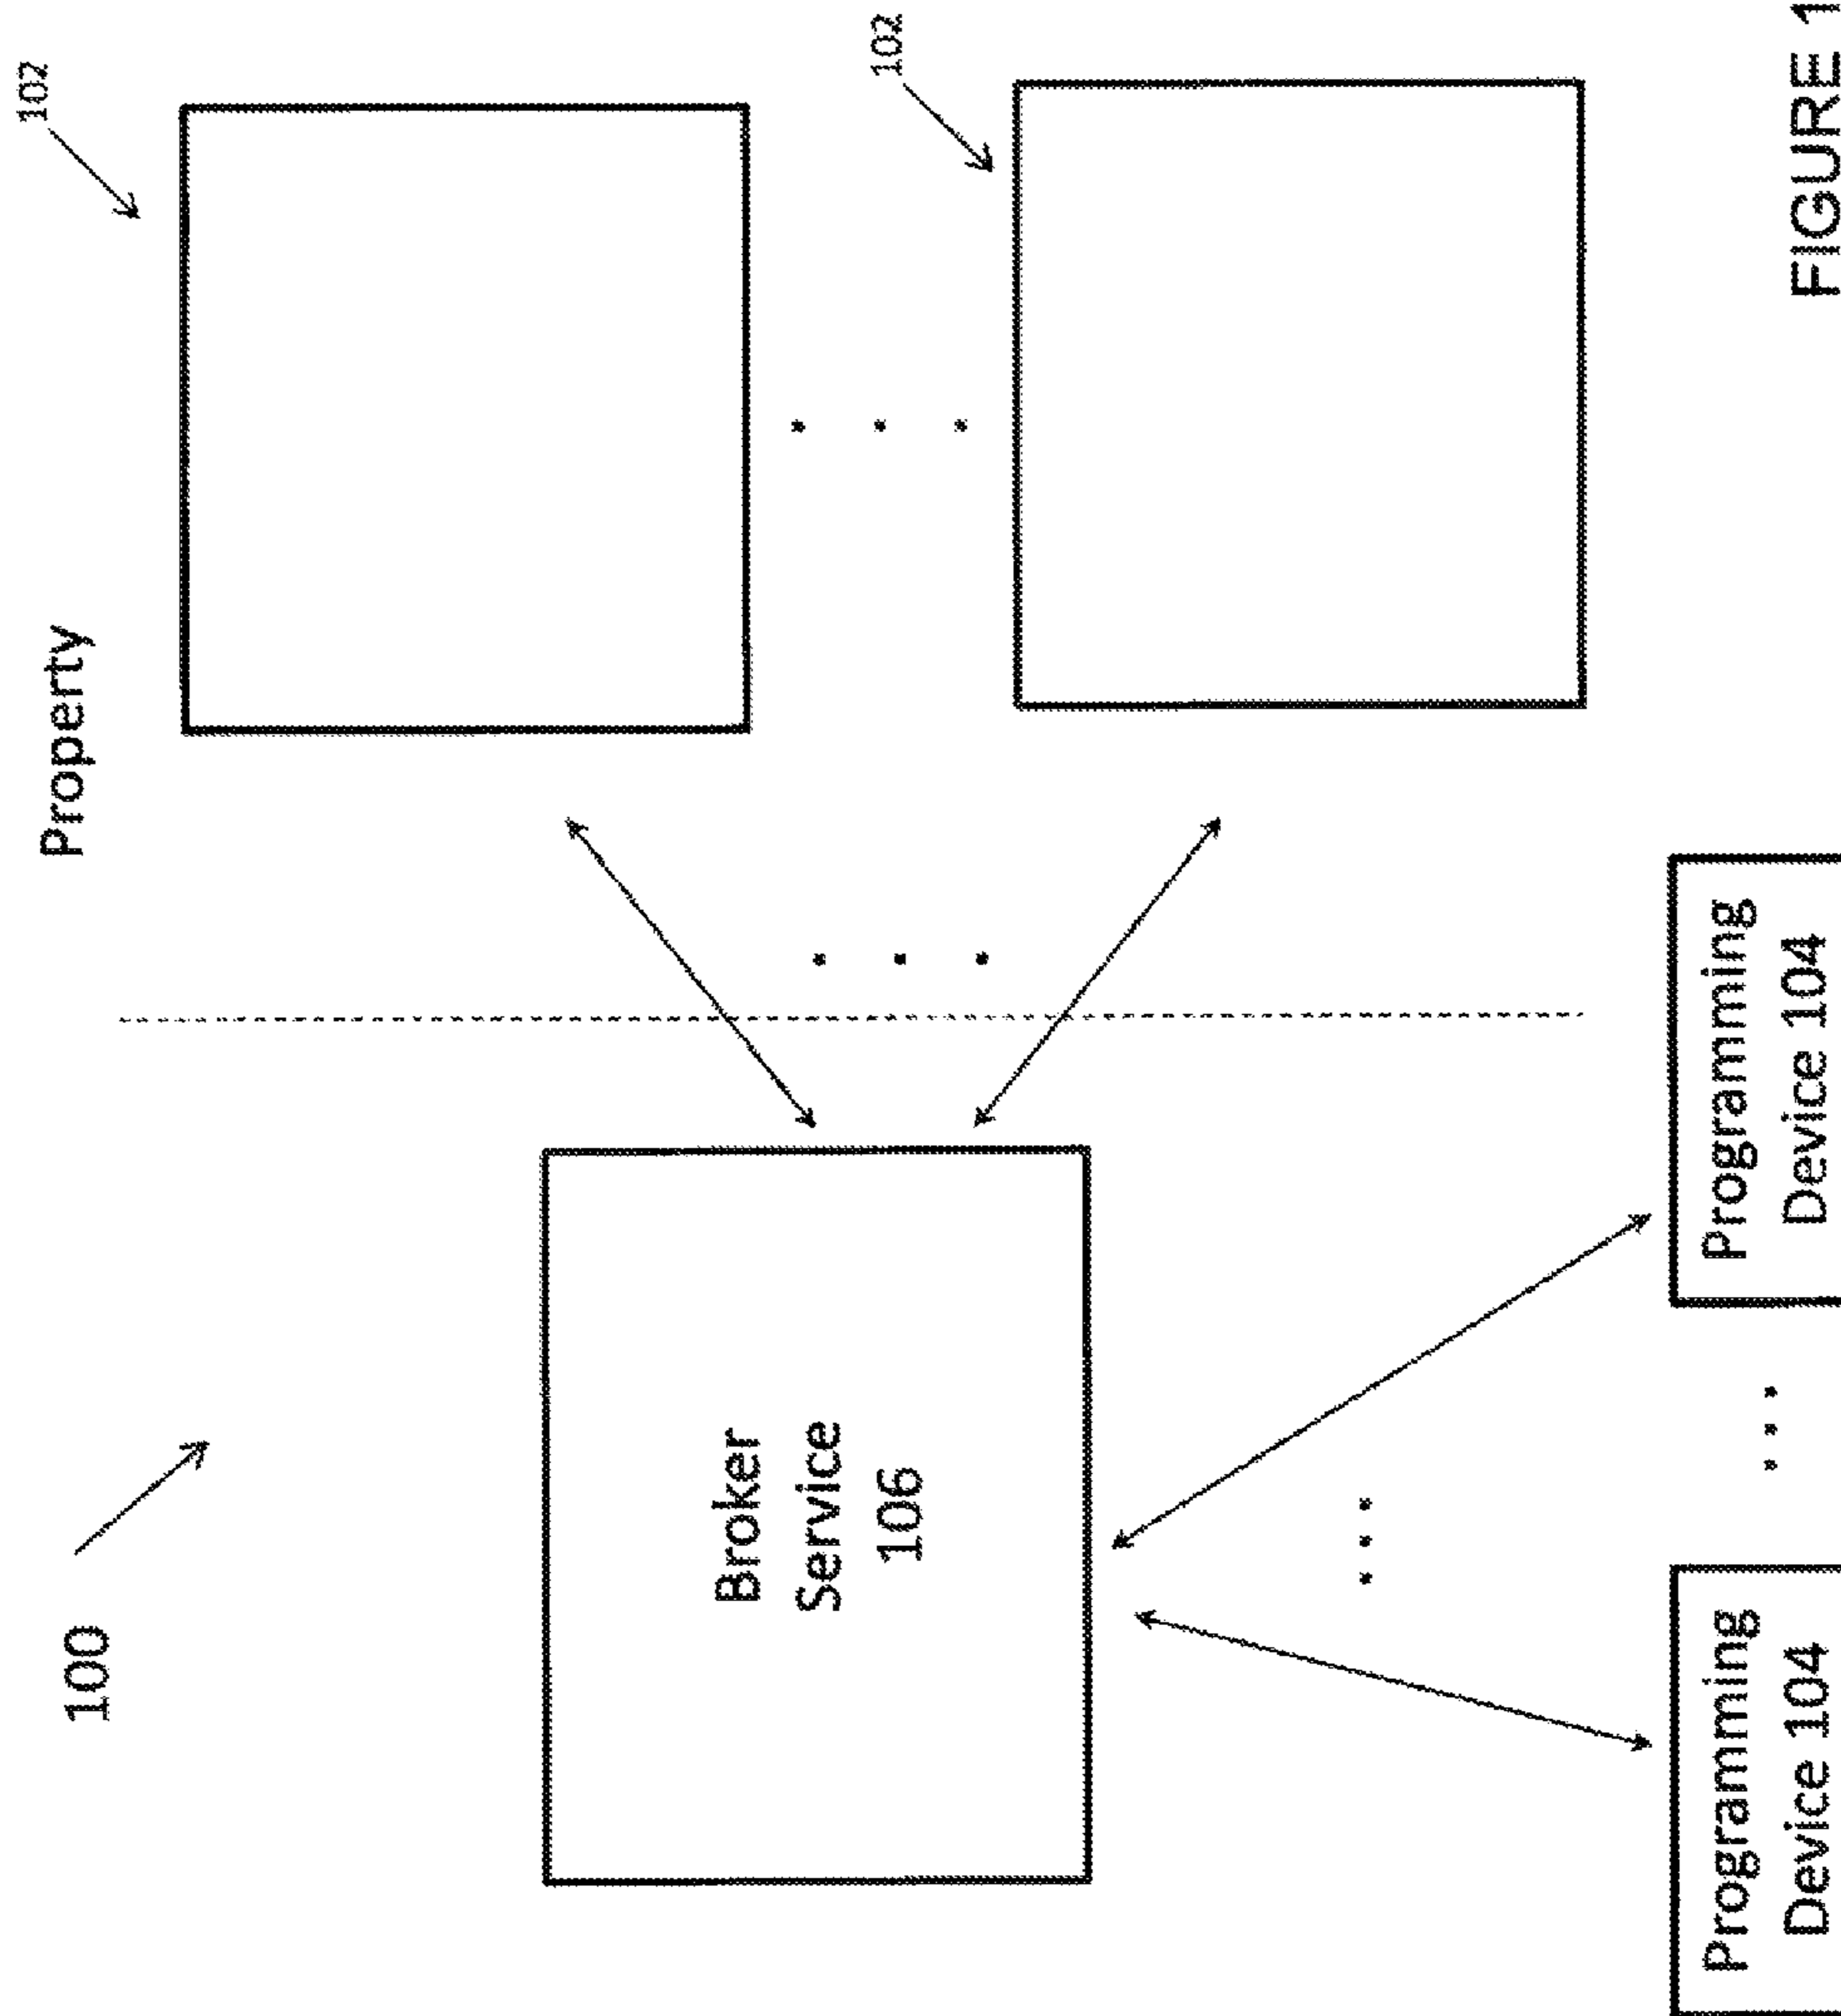 100
Property
102
102
Broker
Service
106
Programming
Device 104
Programming
Device 104
FIGURE 1